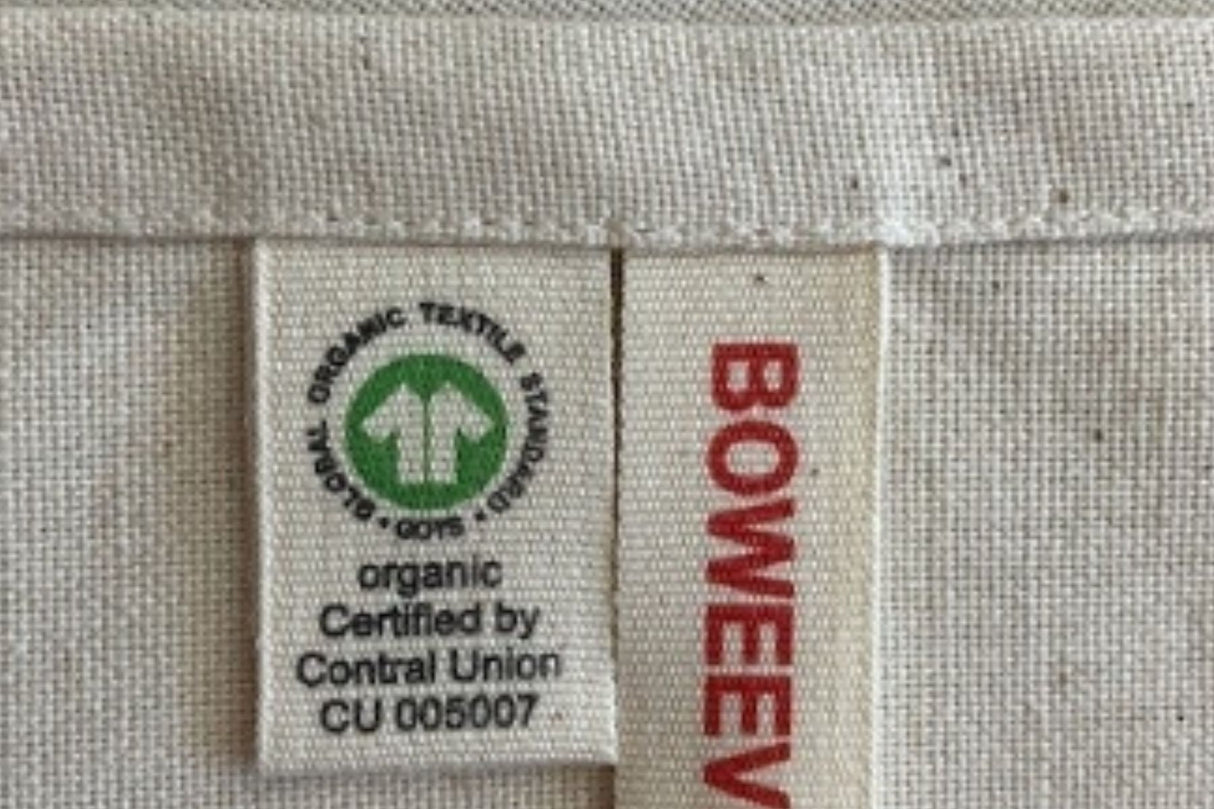 GLOBAL ORGANIC TEXTILE STANDARD • GOTS •
organic
Certified by
Contral Union
CU 005007
BOWEEV